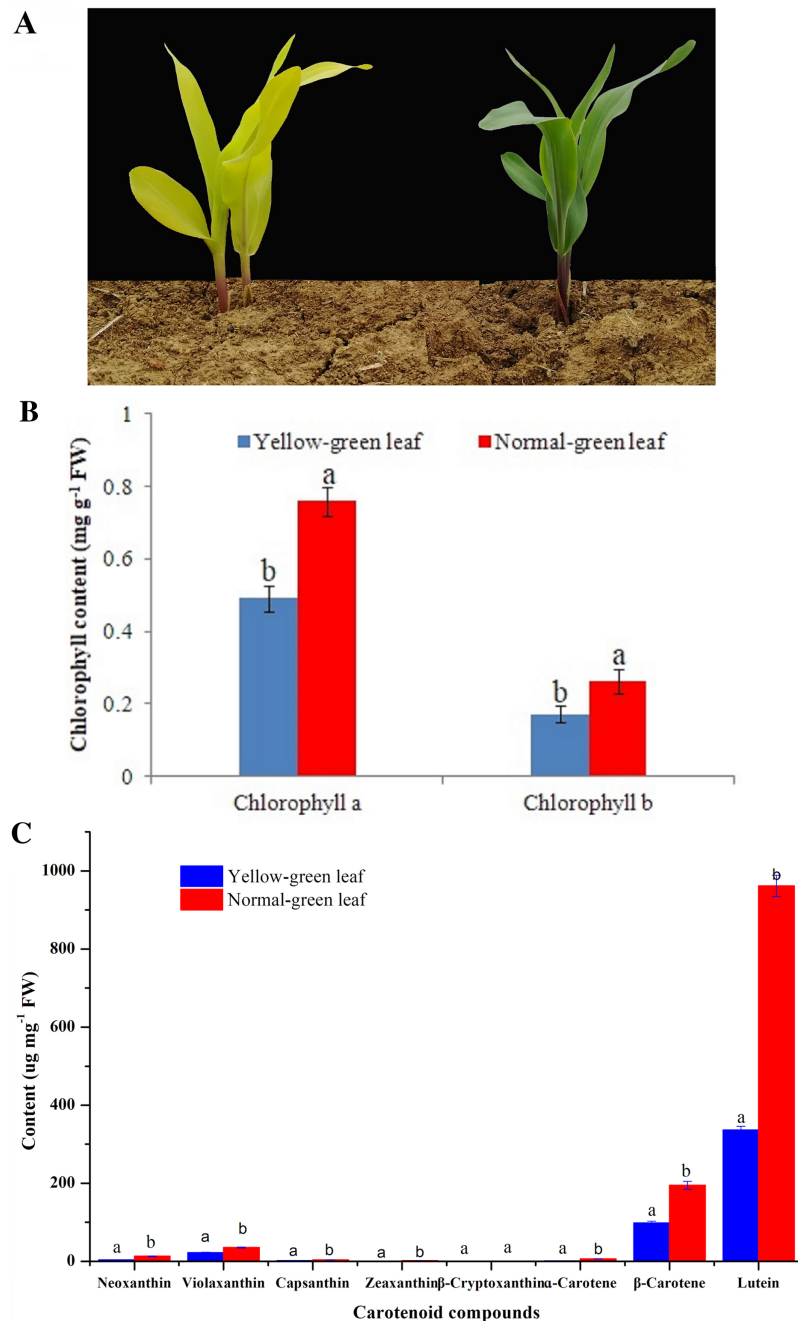 A
B
1
Yellow-green leaf Normal-green leaf
a
0.8
b
0.6
0.4
a
b
0.2
0
Chlorophyll a Chlorophyll b
Chlorophyll content (mg g-1 FW)
C
1000
Yellow-green leaf
Normal-green leaf
b
800
600
400
a
200
b
a
a b a b a b a b a a a b
0
Neoxanthin Violaxanthin Capsanthin Zeaxanthin β-Cryptoxanthin α-Carotene β-Carotene Lutein
Content (ug mg-1 FW)
Carotenoid compounds